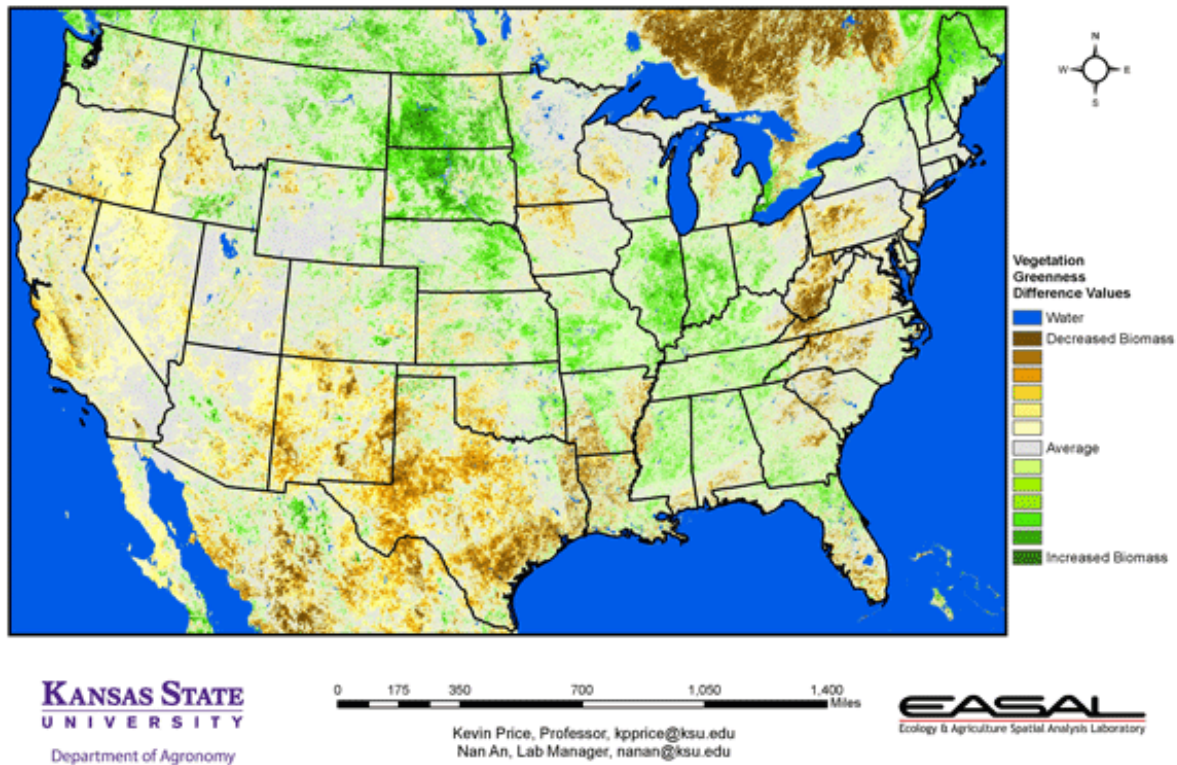 N
W E
S
Vegetation
Greenness
Difference Values
Water
Decreased Biomass
Average
Increased Biomass
KANSAS STATE
UNIVERSITY
Department of Agronomy
0 175 350 700 1,050 1,400
Miles
Kevin Price, Professor, kpprice@ksu.edu
Nan An, Lab Manager, nanan@ksu.edu
EASAL
Ecology & Agriculture Spatial Analysis Laboratory